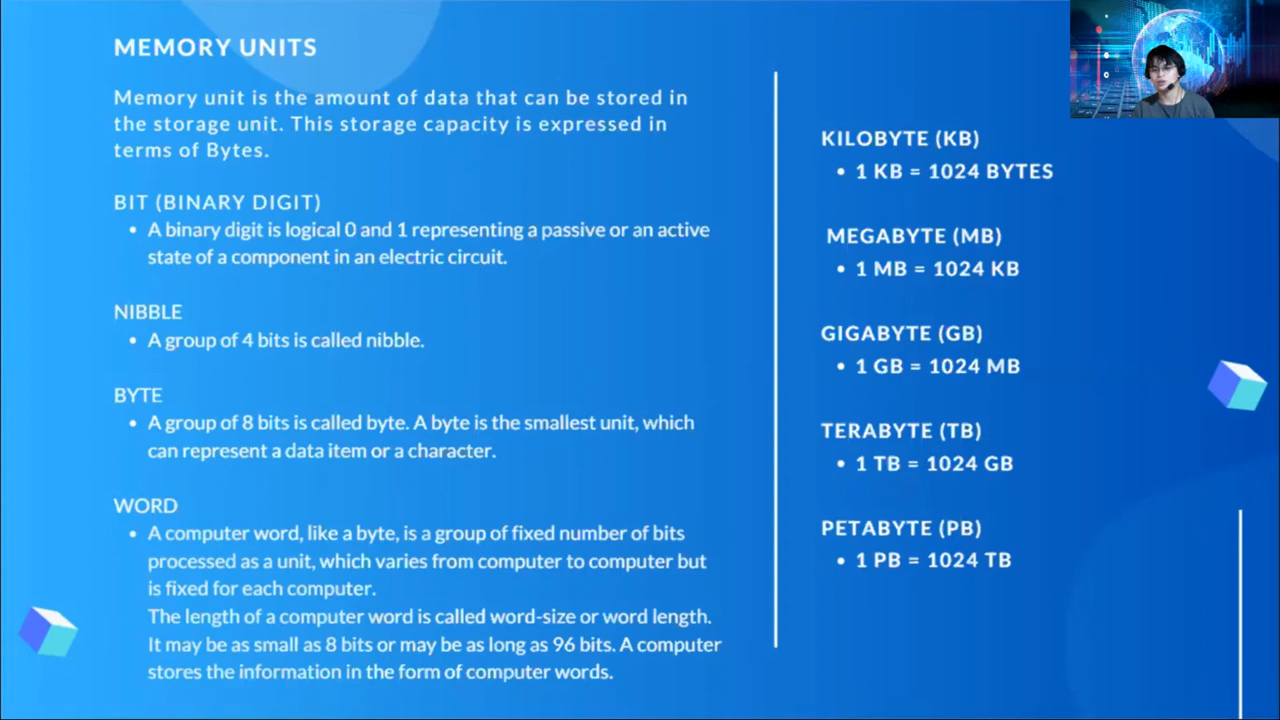 MEMORY UNITS
Memory unit is the amount of data that can be stored in
the storage unit. This storage capacity is expressed in
terms of Bytes.
BIT (BINARY DIGIT)
• A binary digit is logical 0 and 1 representing a passive or an active
state of a component in an electric circuit.
NIBBLE
• A group of 4 bits is called nibble.
BYTE
• A group of 8 bits is called byte. A byte is the smallest unit, which
can represent a data item or a character.
WORD
• A computer word, like a byte, is a group of fixed number of bits
processed as a unit, which varies from computer to computer but
is fixed for each computer.
The length of a computer word is called word-size or word length.
It may be as small as 8 bits or may be as long as 96 bits. A computer
stores the information in the form of computer words.
KILOBYTE (KB)
• 1 KB = 1024 BYTES
MEGABYTE (MB)
• 1 MB = 1024 KB
GIGABYTE (GB)
• 1 GB = 1024 MB
TERABYTE (TB)
• 1 TB = 1024 GB
PETABYTE (PB)
• 1 PB = 1024 TB